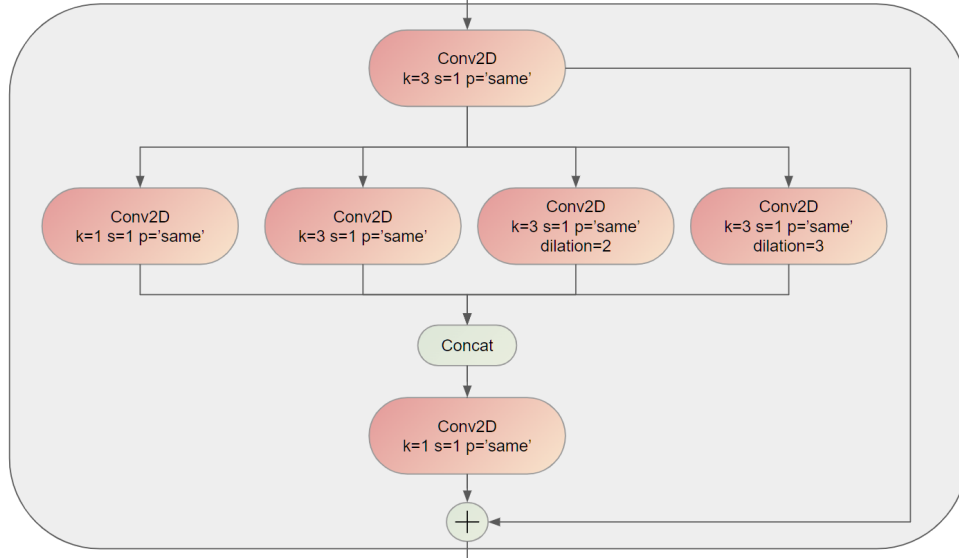 Conv2D
k=3 s=1 p=’same’
Conv2D
k=1 s=1 p=’same’
Conv2D
k=3 s=1 p=’same’
Conv2D
k=3 s=1 p=’same’
dilation=2
Conv2D
k=3 s=1 p=’same’
dilation=3
Concat
Conv2D
k=1 s=1 p=’same’
+